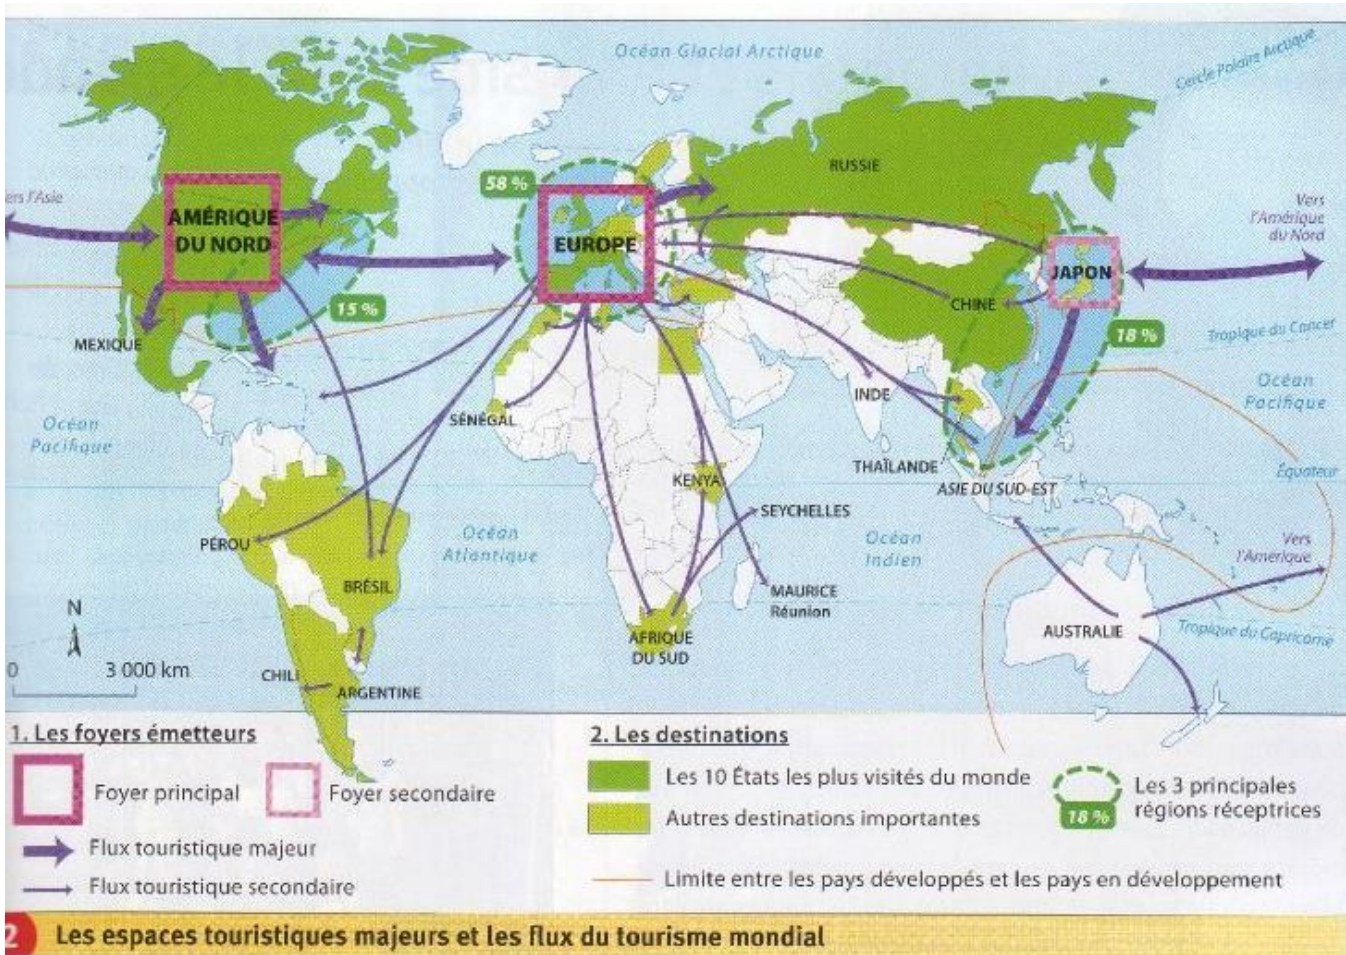 Océan Glacial Arctique
Cercle Polaire Arctique
RUSSIE
58 %
ers l'Asie
AMÉRIQUE
DU NORD
EUROPE
Vers
l'Amérique
du Nord
JAPON
CHINE
15 %
18 %
MEXIQUE
Tropique du Cancer
Océan
Pacifique
INDE
Océan
Pacifique
SÉNÉGAL
THAÏLANDE
KENYA
ASIE DU SUD-EST
Équateur
SEYCHELLES
PÉROU
Océan
Atlantique
Océan
Indien
Vers
l'Amérique
BRÉSIL
MAURICE
Réunion
N
AFRIQUE
DU SUD
AUSTRALIE
Tropique du Capricorne
0 3 000 km
CHILI
ARGENTINE
1. Les foyers émetteurs
Foyer principal
Foyer secondaire
Flux touristique majeur
Flux touristique secondaire
2. Les destinations
Les 10 États les plus visités du monde
Autres destinations importantes
18 %
Les 3 principales
régions réceptrices
Limite entre les pays développés et les pays en développement
2 Les espaces touristiques majeurs et les flux du tourisme mondial